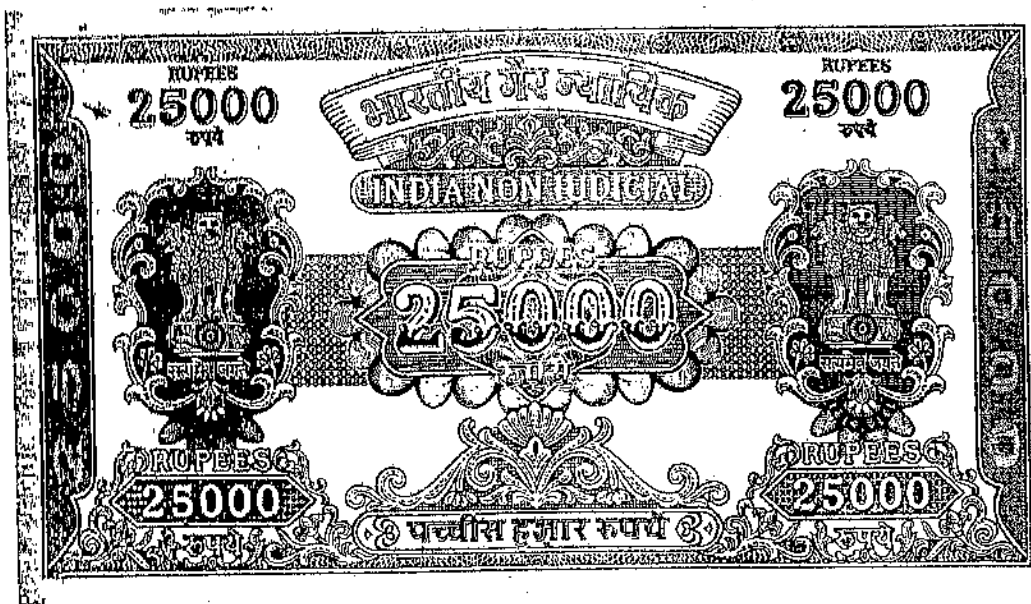 RUPEES
25000
रुपये
भारतीय गैर न्यायिक
INDIA NON JUDICIAL
RUPEES
25000
रुपये
RUPEES
25000
सत्यमेव जयते
सत्यमेव जयते
RUPEES
25000
रुपये
पच्चीस हजार रुपये
RUPEES
25000
रुपये